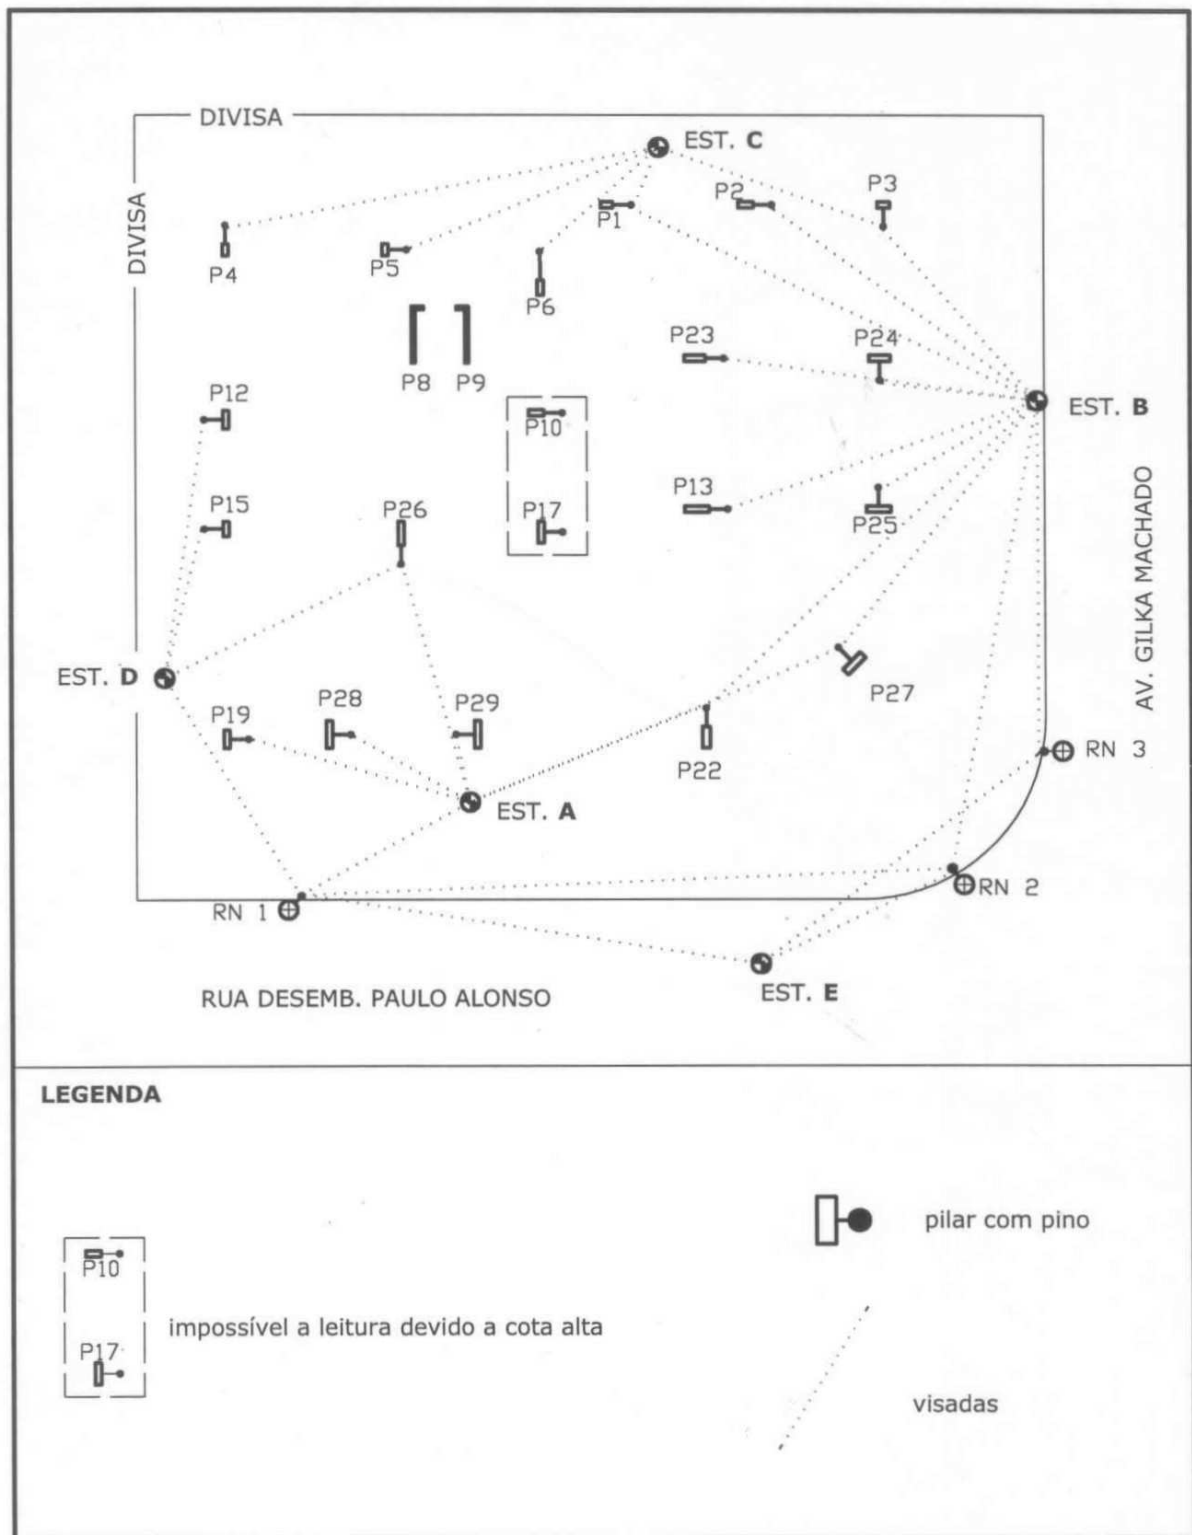 DIVISA
EST. C
DIVISA
P1
P2
P3
P4
P5
P6
P23
P24
P8
P9
P12
P10
EST. B
P15
P26
P17
P13
P25
AV. GILKA MACHADO
EST. D
P27
P19
P28
P29
P22
RN 3
EST. A
RN 1
RN 2
EST. E
RUA DESEMB. PAULO ALONSO
LEGENDA
pilar com pino
P10
impossível a leitura devido a cota alta
P17
visadas